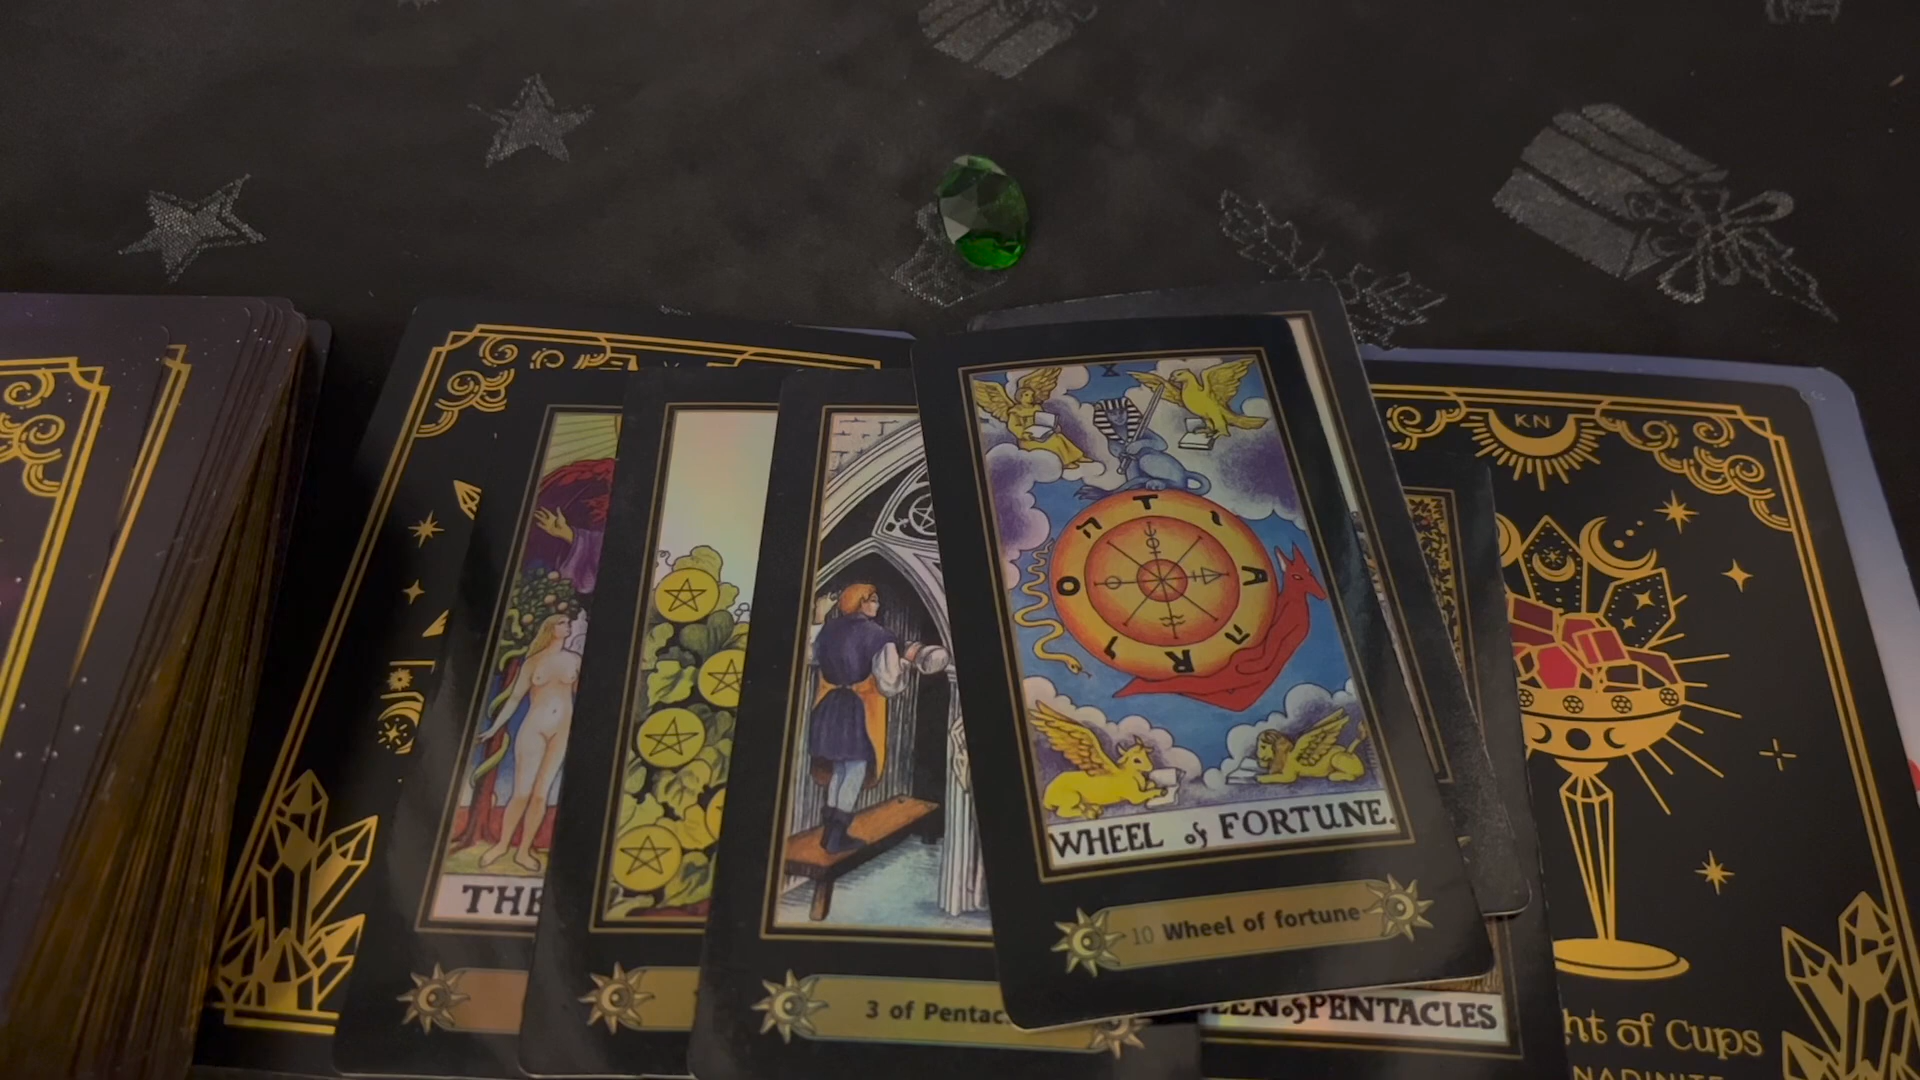 KN
X
WHEEL of FORTUNE.
10 Wheel of fortune
THE
3 of Pentac
EEN of PENTACLES
ht of Cups